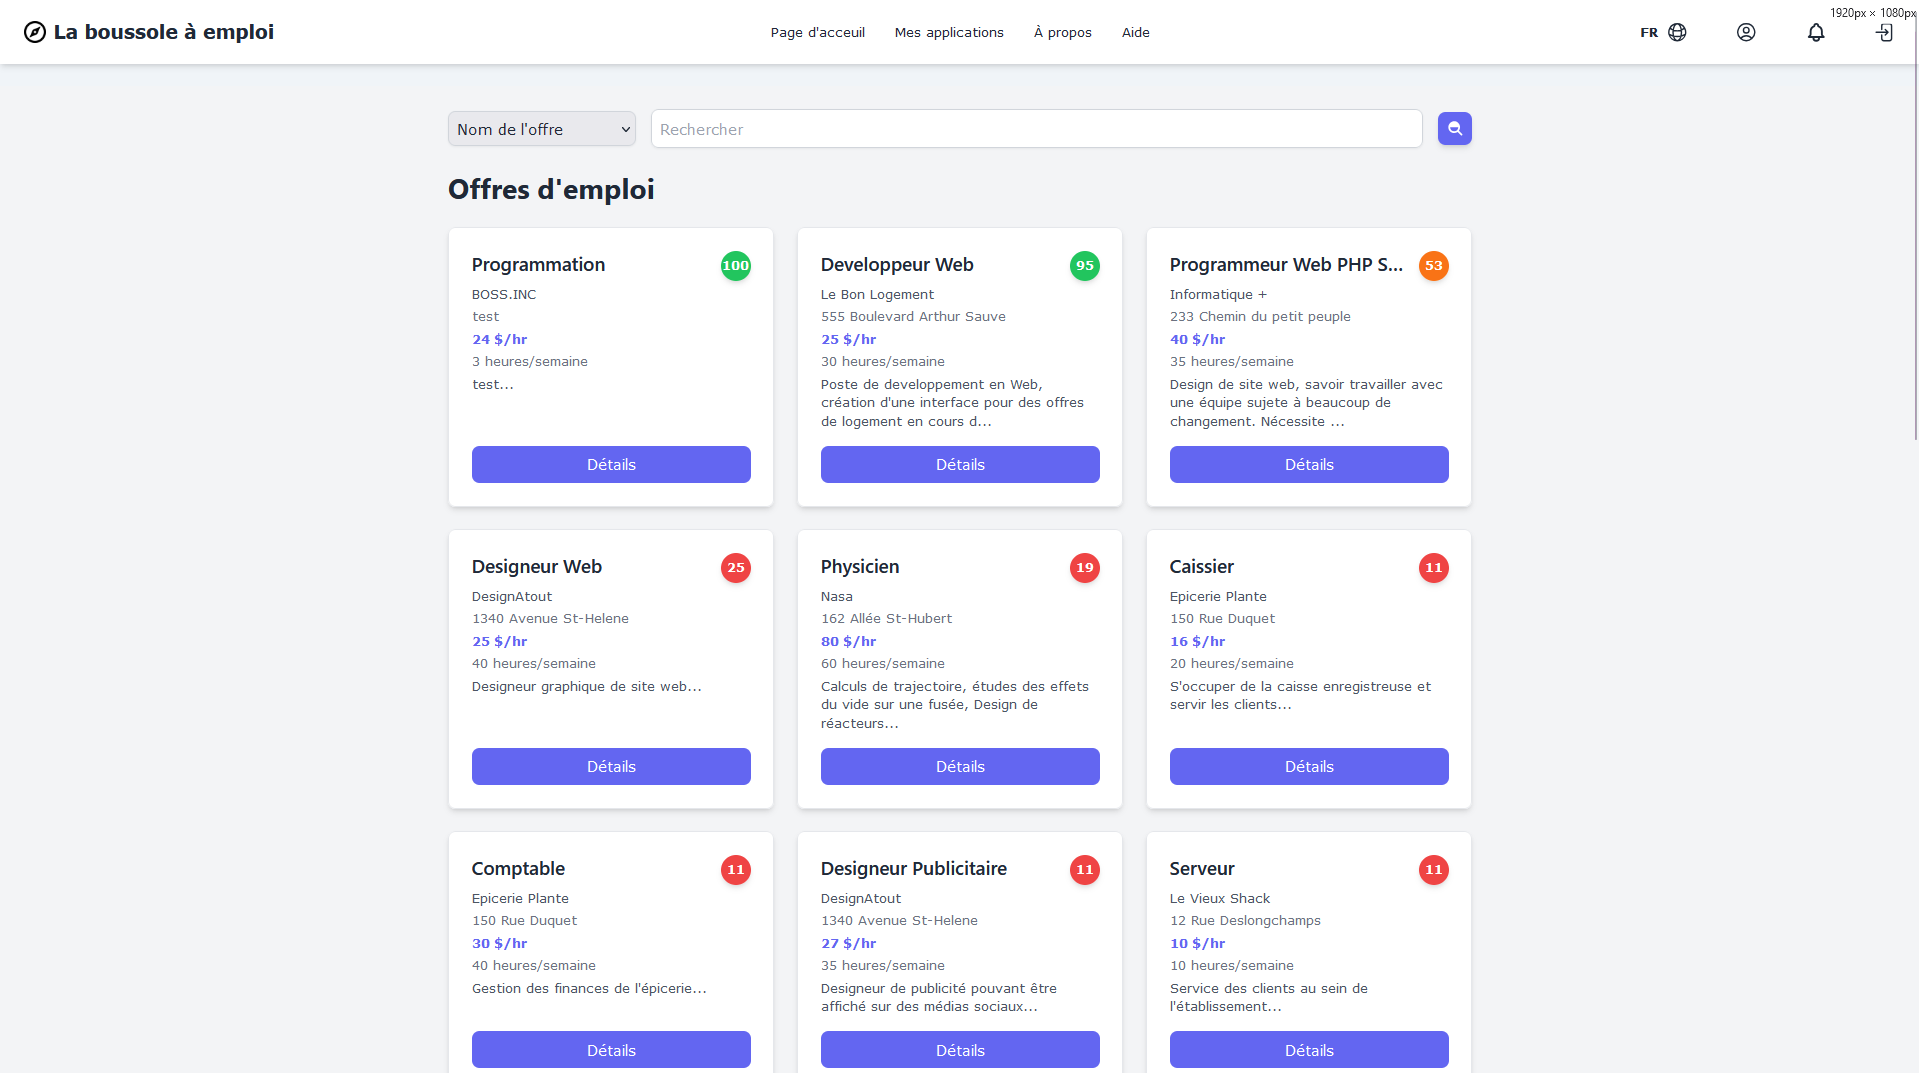 1920px × 1080px
La boussole à emploi
Page d'acceuil
Mes applications
À propos
Aide
FR
Nom de l'offre
Rechercher
Offres d'emploi
Programmation
100
BOSS.INC
test
24 $/hr
3 heures/semaine
test...
Détails
Developpeur Web
95
Le Bon Logement
555 Boulevard Arthur Sauve
25 $/hr
30 heures/semaine
Poste de developpement en Web,
création d'une interface pour des offres
de logement en cours d...
Détails
Programmeur Web PHP S...
53
Informatique +
233 Chemin du petit peuple
40 $/hr
35 heures/semaine
Design de site web, savoir travailler avec
une équipe sujete à beaucoup de
changement. Nécessite ...
Détails
Designeur Web
25
DesignAtout
1340 Avenue St-Helene
25 $/hr
40 heures/semaine
Designeur graphique de site web...
Détails
Physicien
19
Nasa
162 Allée St-Hubert
80 $/hr
60 heures/semaine
Calculs de trajectoire, études des effets
du vide sur une fusée, Design de
réacteurs...
Détails
Caissier
11
Epicerie Plante
150 Rue Duquet
16 $/hr
20 heures/semaine
S'occuper de la caisse enregistreuse et
servir les clients...
Détails
Comptable
11
Epicerie Plante
150 Rue Duquet
30 $/hr
40 heures/semaine
Gestion des finances de l'épicerie...
Détails
Designeur Publicitaire
11
DesignAtout
1340 Avenue St-Helene
27 $/hr
35 heures/semaine
Designeur de publicité pouvant être
affiché sur des médias sociaux...
Détails
Serveur
11
Le Vieux Shack
12 Rue Deslongchamps
10 $/hr
10 heures/semaine
Service des clients au sein de
l'établissement...
Détails